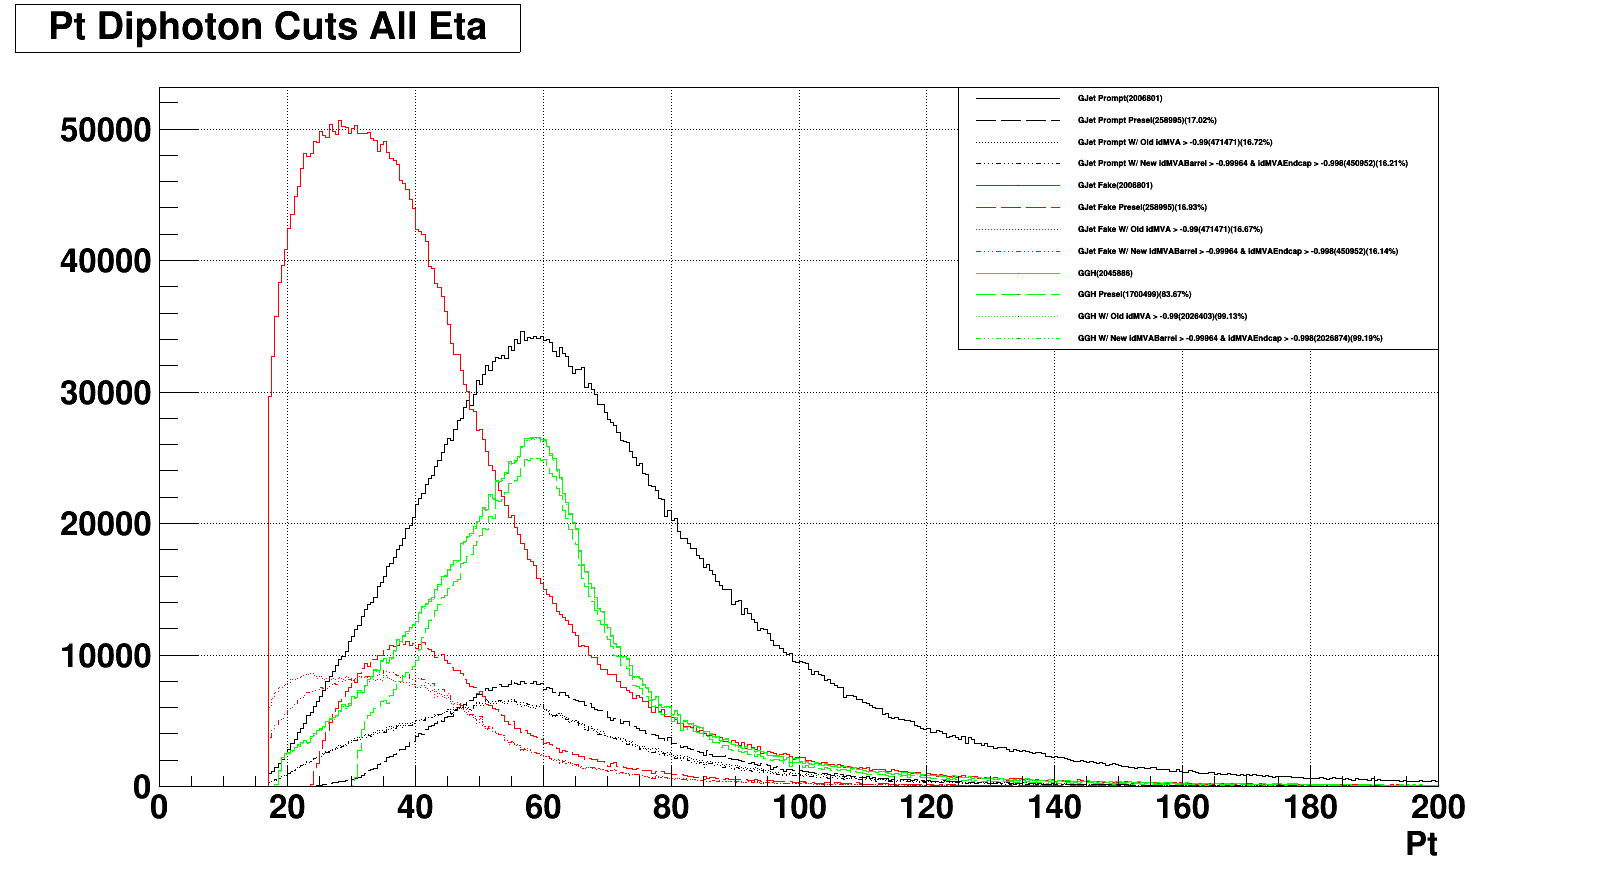 Pt Diphoton Cuts All Eta
GJet Prompt(2006801)
GJet Prompt Presel(258995)(17.02%)
GJet Prompt W/ Old idMVA > -0.99(471471)(16.72%)
GJet Prompt W/ New idMVABarrel > -0.99964 & idMVAEndcap > -0.998(450952)(16.21%)
GJet Fake(2006801)
GJet Fake Presel(258995)(16.93%)
GJet Fake W/ Old idMVA > -0.99(471471)(16.67%)
GJet Fake W/ New idMVABarrel > -0.99964 & idMVAEndcap > -0.998(450952)(16.14%)
GGH(2045886)
GGH Presel(1700499)(83.67%)
GGH W/ Old idMVA > -0.99(2026403)(99.13%)
GGH W/ New idMVABarrel > -0.99964 & idMVAEndcap > -0.998(2026874)(99.19%)
50000
40000
30000
20000
10000
0
0 20 40 60 80 100 120 140 160 180 200
Pt